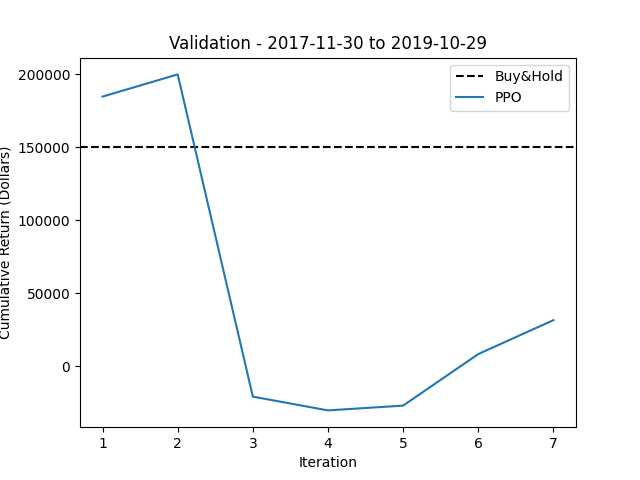 Validation - 2017-11-30 to 2019-10-29
Cumulative Return (Dollars)
200000
150000
100000
50000
0
Buy&Hold
PPO
1 2 3 4 5 6 7
Iteration